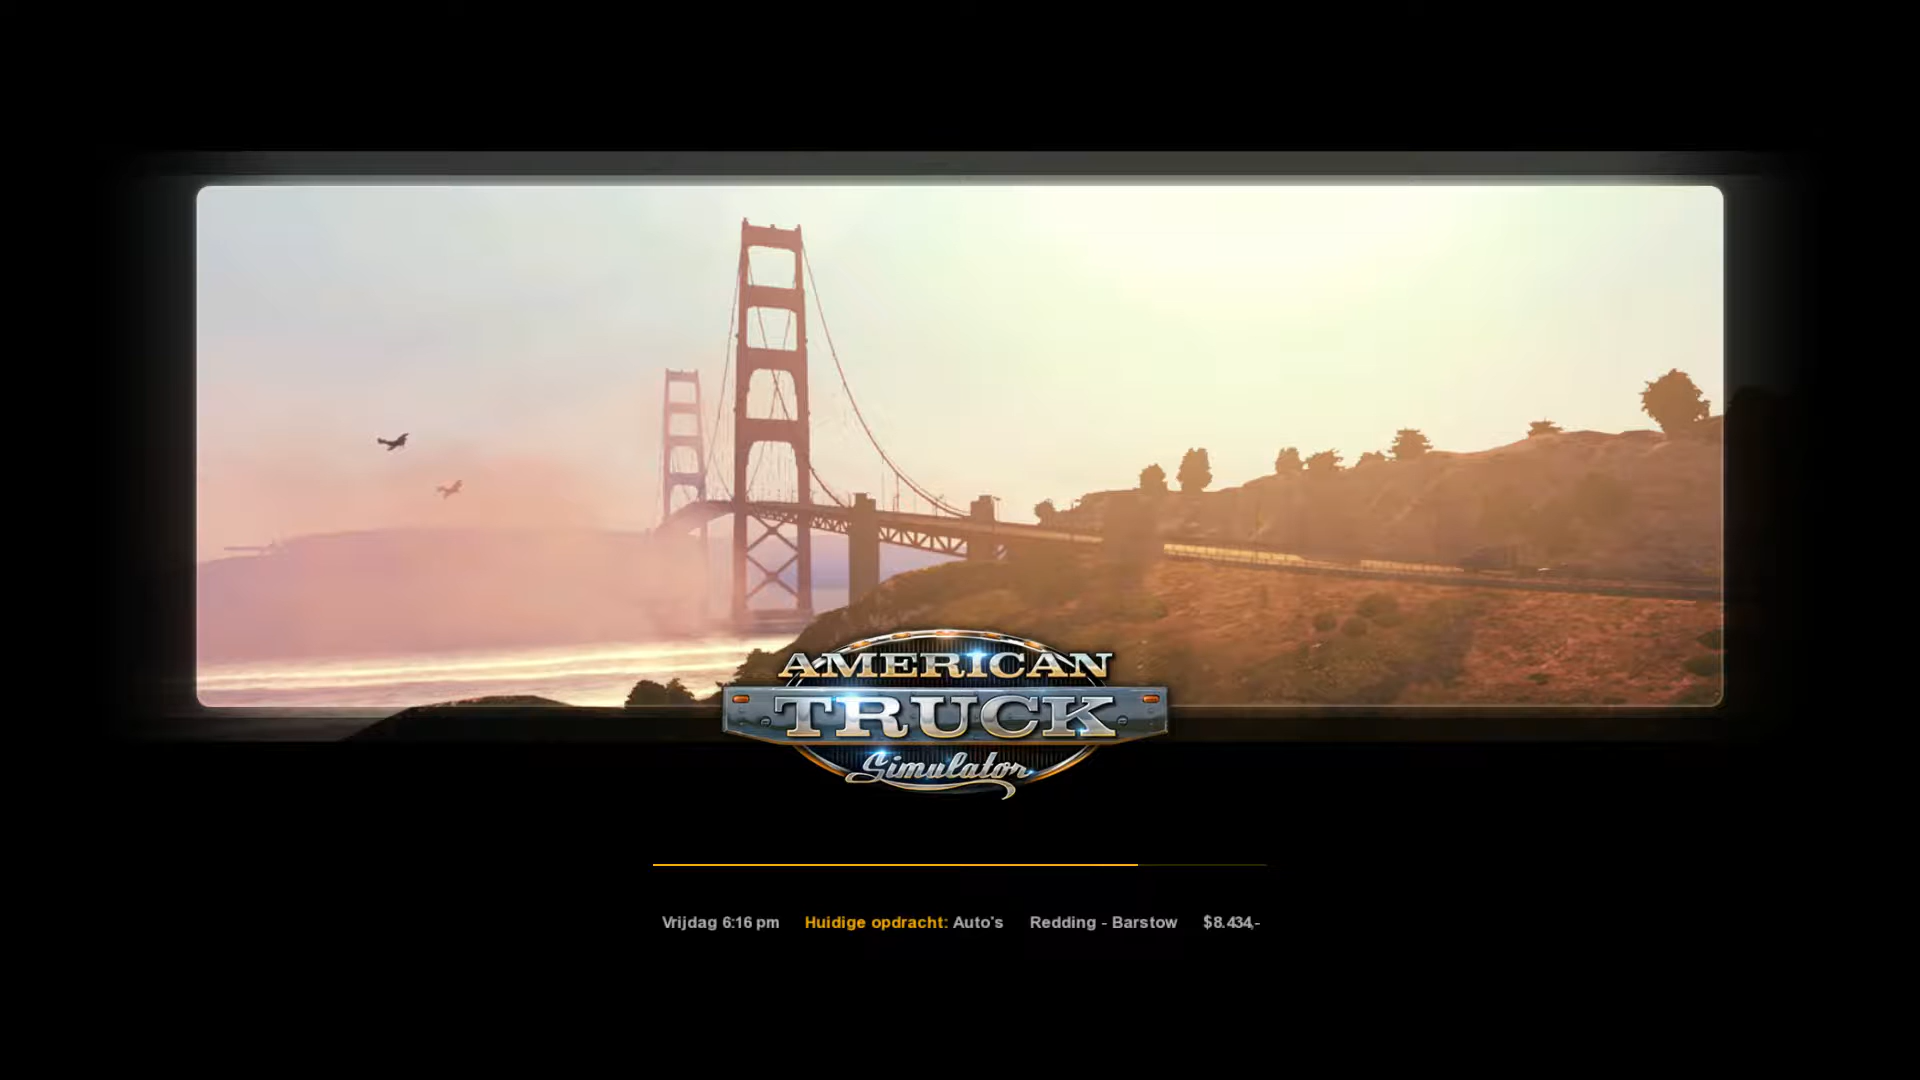 AMERICAN
TRUCK
Simulator
Vrijdag 6:16 pm Huidige opdracht: Auto's Redding - Barstow $8.434,-